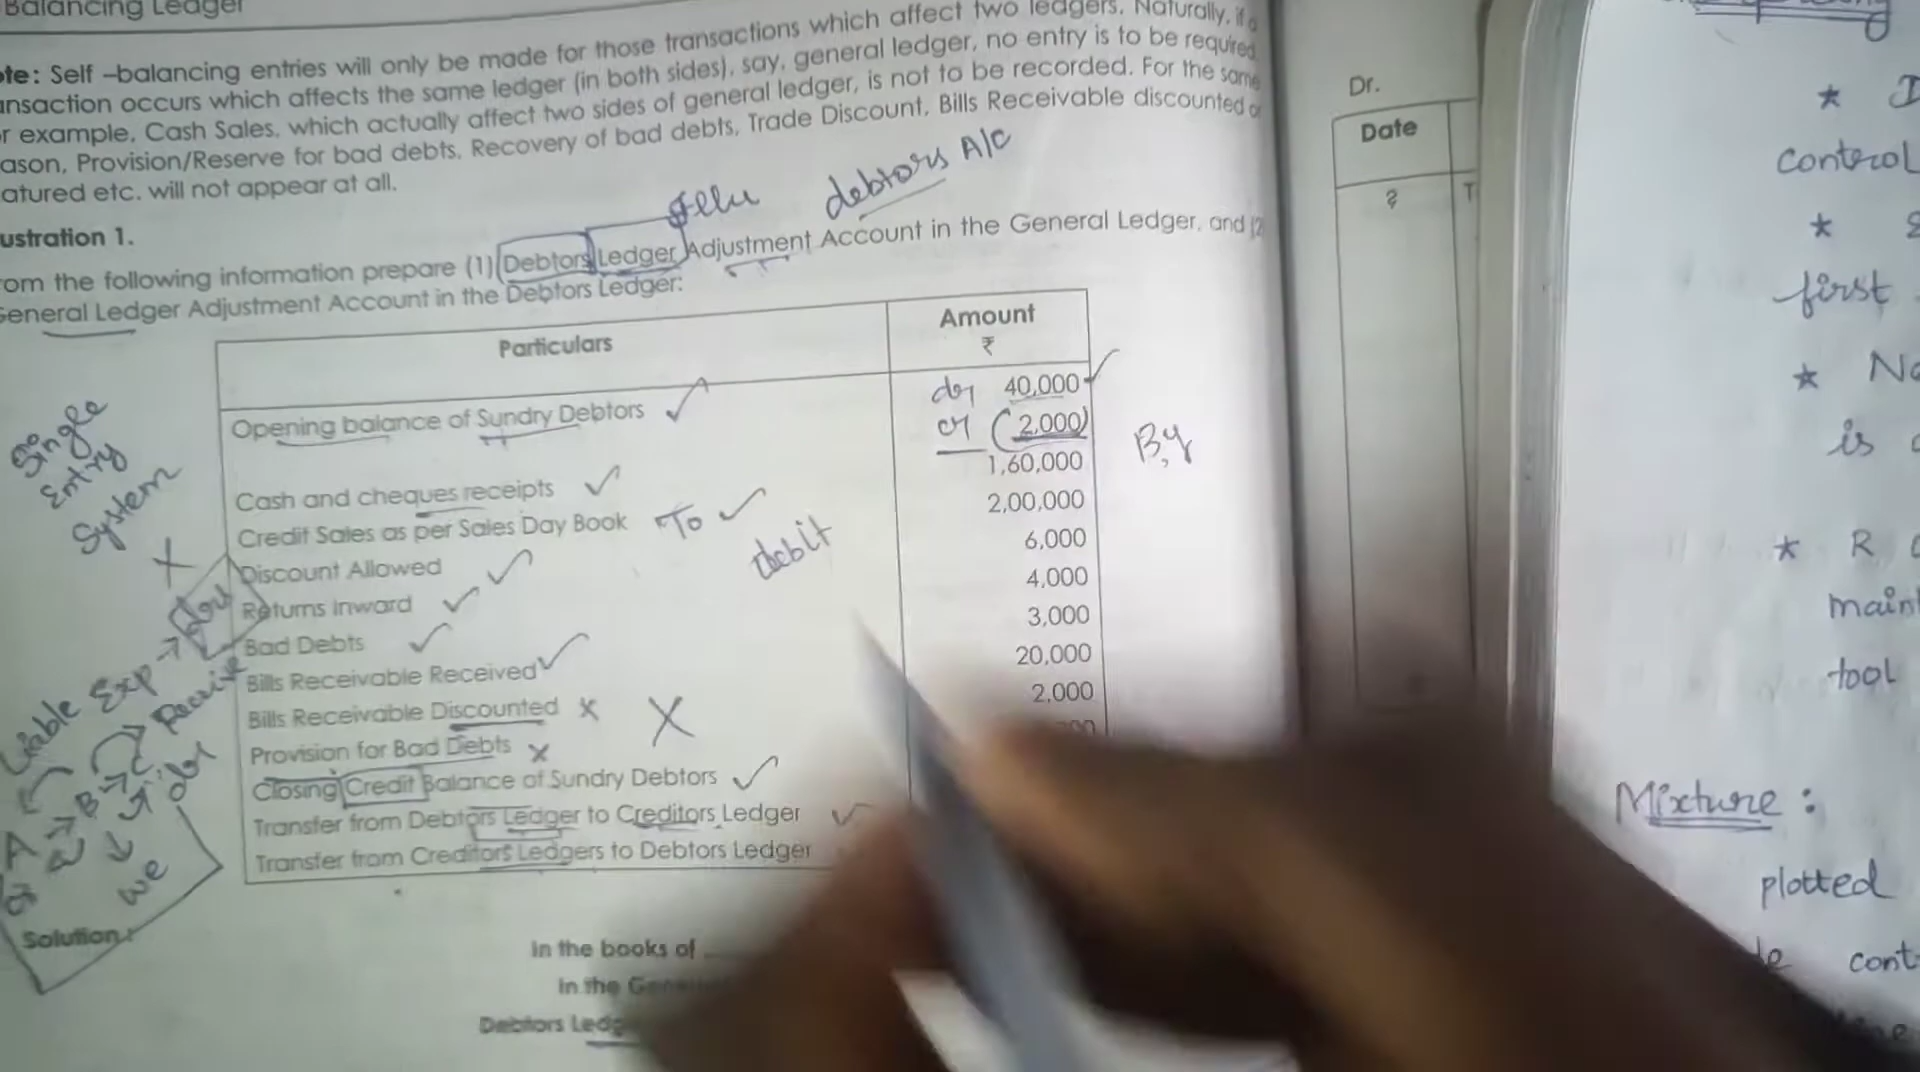 Balancing Ledger
Note: Self –balancing entries will only be made for those transactions which affect two ledgers. Naturally, if a
ansaction occurs which affects the same ledger (in both sides), say, general ledger, no entry is to be required.
or example, Cash Sales, which actually affect two sides of general ledger, is not to be recorded. For the same
ason, Provision/Reserve for bad debts, Recovery of bad debts, Trade Discount, Bills Receivable discounted or
atured etc. will not appear at all.
debtors A/c
ustration 1.
rom the following information prepare (1) Debtors Ledger Adjustment Account in the General Ledger, and (2
General Ledger Adjustment Account in the Debtors Ledger:
Particulars
Amount
₹
Opening balance of Sundry Debtors
dr 40,000
cr (2,000)
By
Cash and cheques receipts
1,60,000
Credit Sales as per Sales Day Book To
2,00,000
debit
Discount Allowed
6,000
Returns Inward
4,000
Bad Debts
3,000
Bills Receivable Received
20,000
Bills Receivable Discounted x
2,000
X
Provision for Bad Debts x
Closing Credit Balance of Sundry Debtors
Transfer from Debtors Ledger to Creditors Ledger
Transfer from Creditors Ledgers to Debtors Ledger
Single
Entry
System
X
Exp
we
Solution:
In the books of
In the
Debtors
Dr.
Date
?
T
control
first
No
is
R
main
tool
Mixture :
plotted
cont